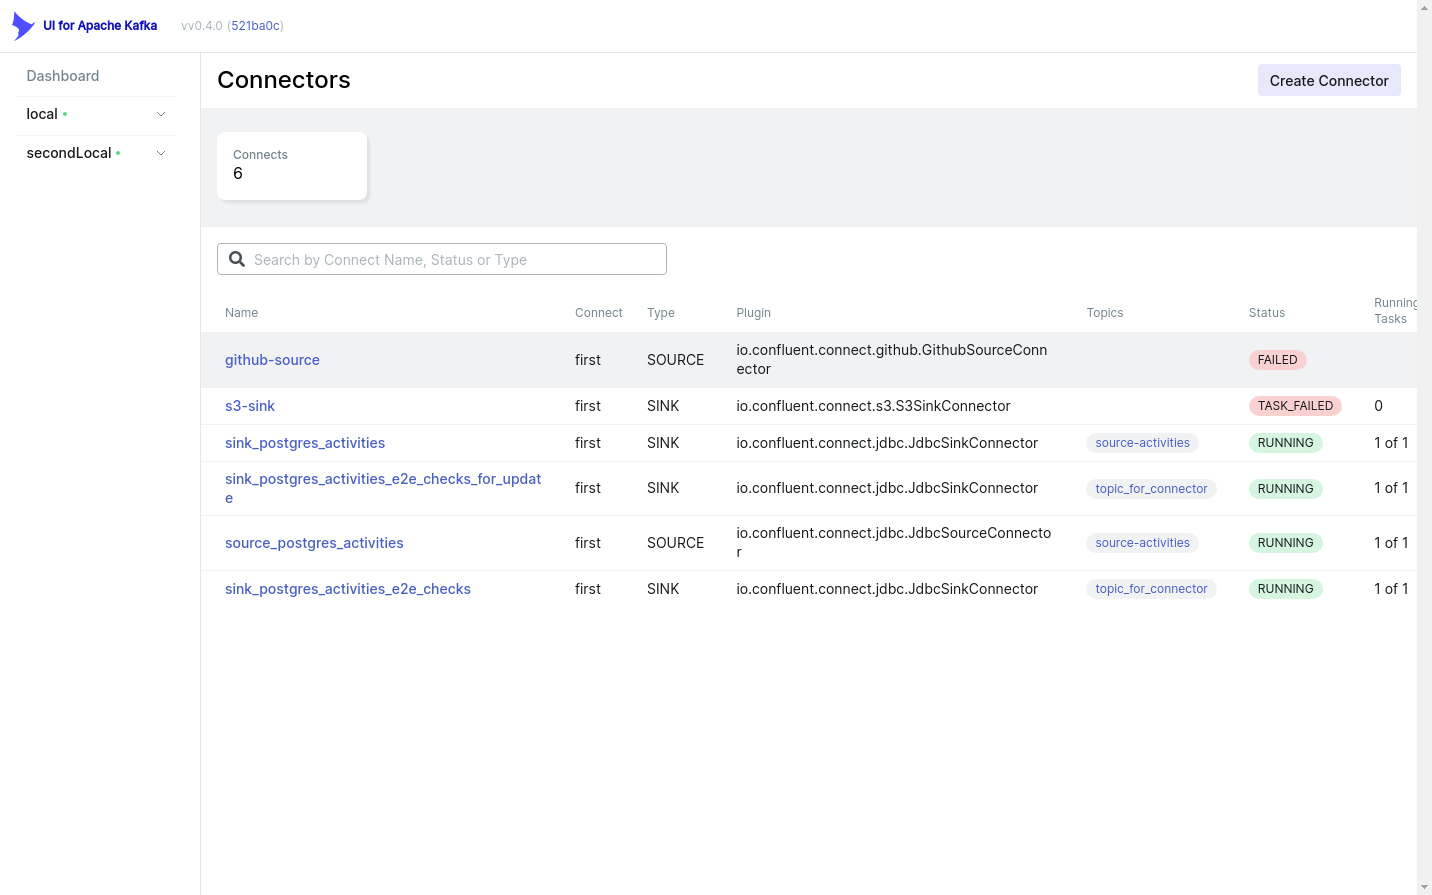 UI for Apache Kafka vv0.4.0 (521ba0c)
Dashboard
local
secondLocal
Connectors
Create Connector
Connects
6
Search by Connect Name, Status or Type
Name Connect Type Plugin Topics Status Running
Tasks
github-source first SOURCE io.confluent.connect.github.GithubSourceConn
ector FAILED
s3-sink first SINK io.confluent.connect.s3.S3SinkConnector TASK_FAILED 0
sink_postgres_activities first SINK io.confluent.connect.jdbc.JdbcSinkConnector source-activities RUNNING 1 of 1
sink_postgres_activities_e2e_checks_for_updat
e first SINK io.confluent.connect.jdbc.JdbcSinkConnector topic_for_connector RUNNING 1 of 1
source_postgres_activities first SOURCE io.confluent.connect.jdbc.JdbcSourceConnecto
r source-activities RUNNING 1 of 1
sink_postgres_activities_e2e_checks first SINK io.confluent.connect.jdbc.JdbcSinkConnector topic_for_connector RUNNING 1 of 1